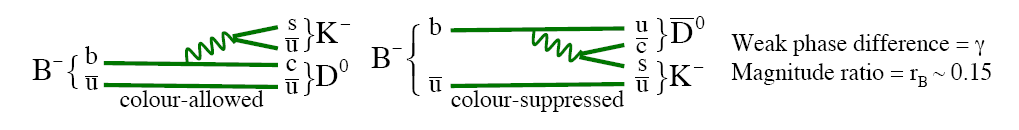 B⁻ { b u̅
s u̅ } K⁻
c u̅ } D⁰
colour-allowed
B⁻ { b u̅
u c̅ } D̅⁰
s u̅ } K⁻
colour-suppressed
Weak phase difference = γ
Magnitude ratio = r_B ~ 0.15